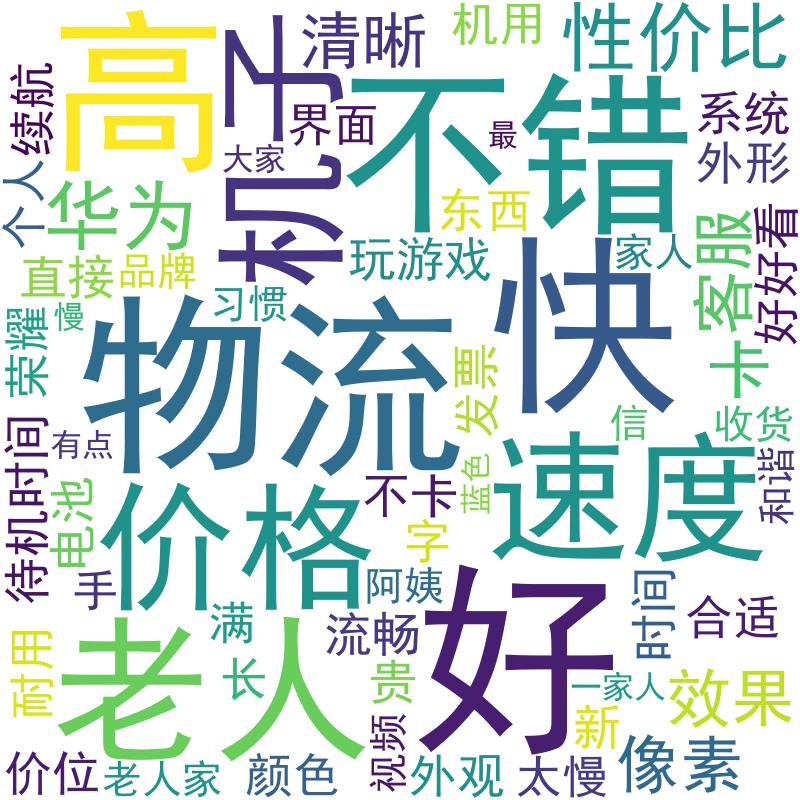 高
机子
清晰
机用
性价比
续航
界面
不错
最
系统
大家
外形
个人
华为
东西
直接
品牌
玩游戏
家人
客服
好好看
习惯
慢
荣耀
物流
快
发票
卡
信
收货
有点
待机时间
电池
价格
不卡
蓝色
速度
和谐
字
手
阿姨
好
时间
合适
老人
满
流畅
耐用
长
贵
一家人
效果
新
价位
老人家
颜色
视频
外观
太慢
像素